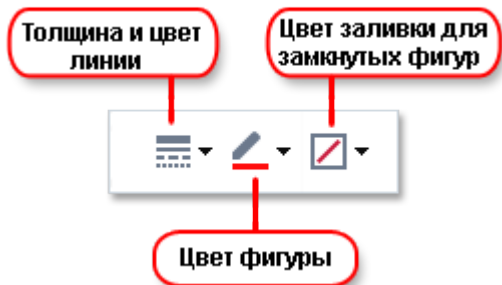 Толщина и цвет
линии
Цвет заливки для
замкнутых фигур
Цвет фигуры